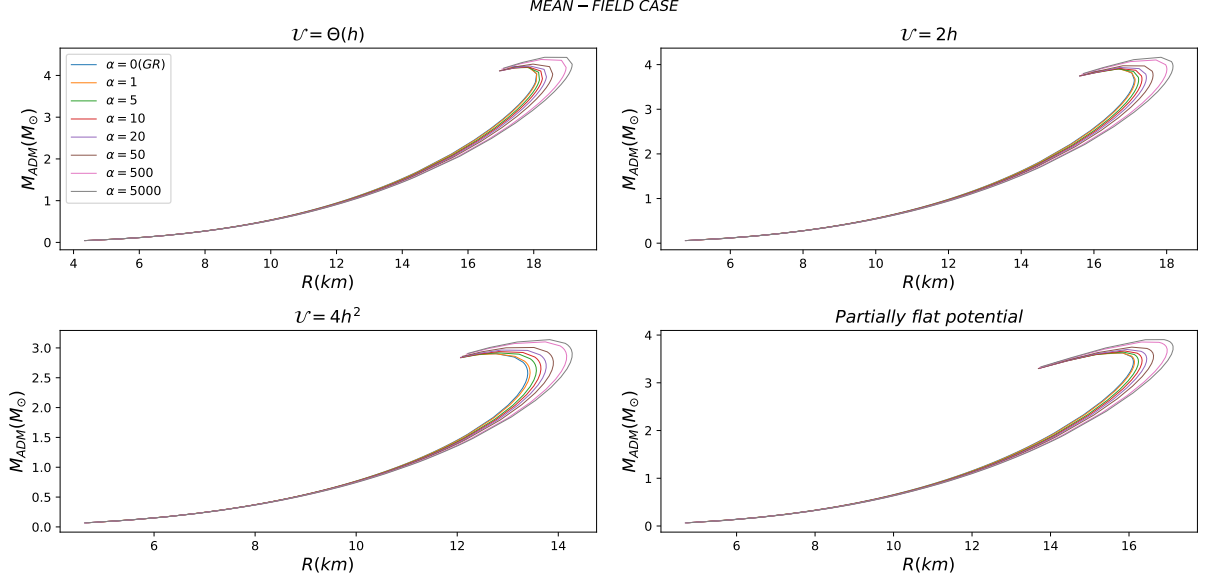 MEAN − FIELD CASE
𝒰 = Θ(h)
M_ADM(M_⊙)
4
3
2
1
0
α = 0(GR)
α = 1
α = 5
α = 10
α = 20
α = 50
α = 500
α = 5000
4 6 8 10 12 14 16 18
R(km)
𝒰 = 2h
M_ADM(M_⊙)
4
3
2
1
0
6 8 10 12 14 16 18
R(km)
𝒰 = 4h²
M_ADM(M_⊙)
3.0
2.5
2.0
1.5
1.0
0.5
0.0
6 8 10 12 14
R(km)
Partially flat potential
M_ADM(M_⊙)
4
3
2
1
0
6 8 10 12 14 16
R(km)